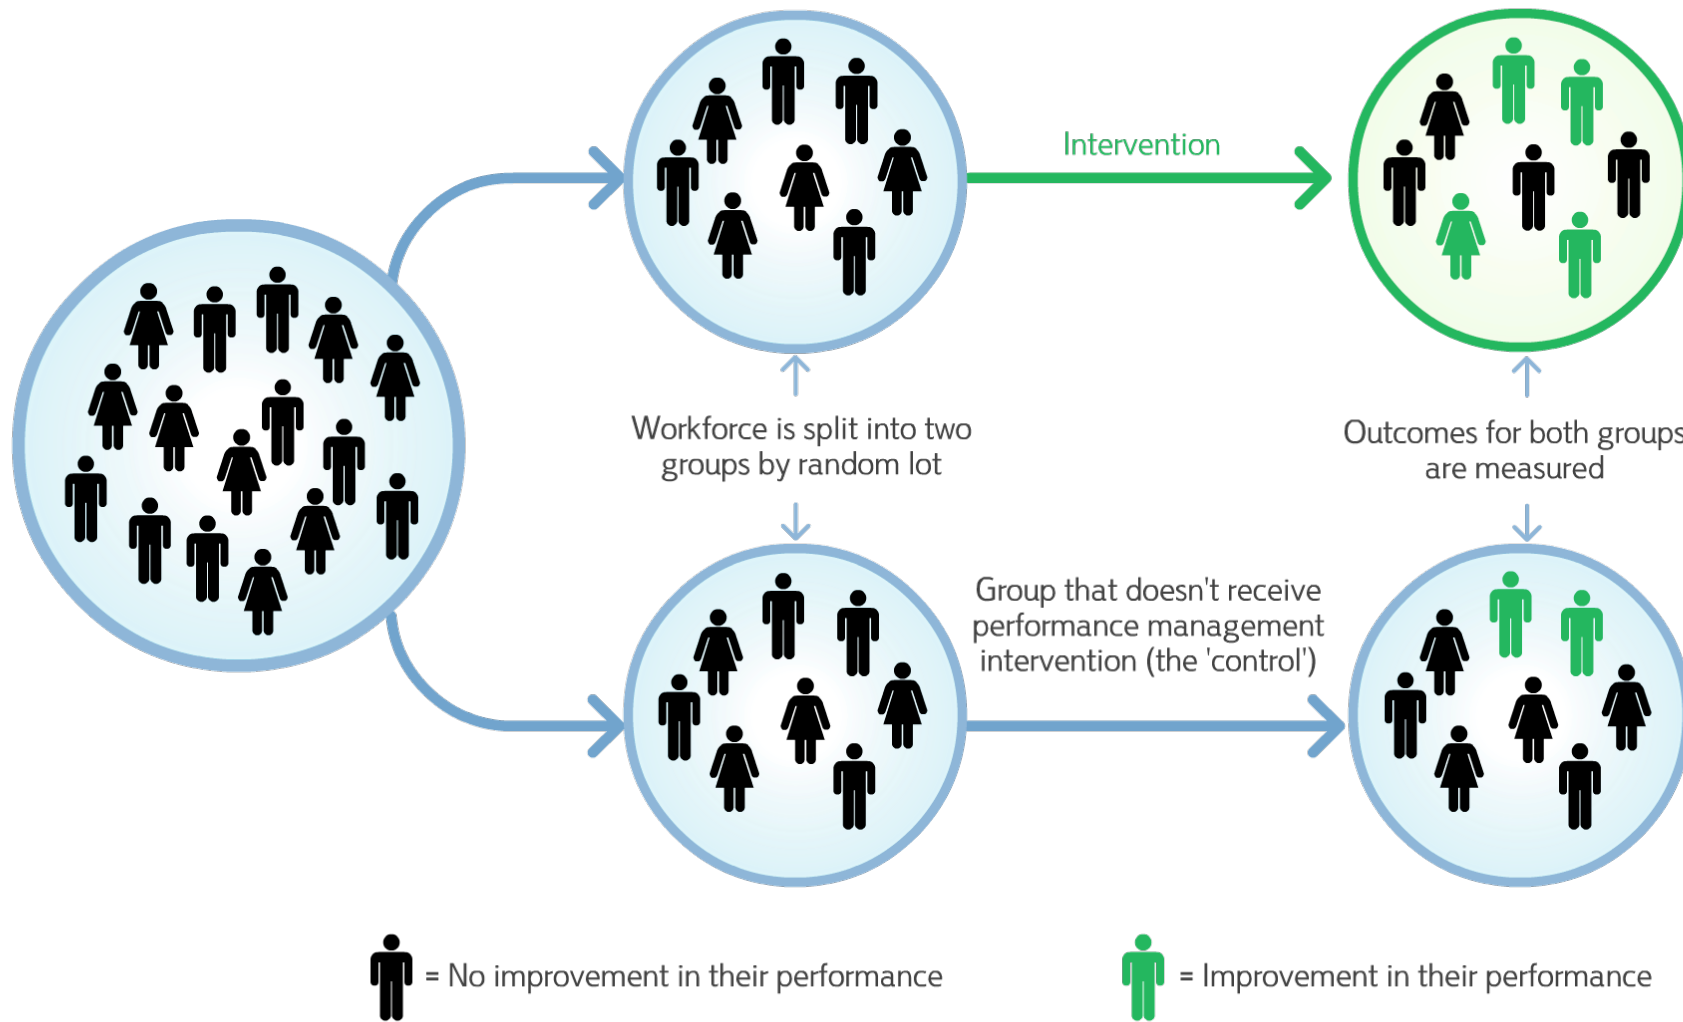 Intervention
Workforce is split into two
groups by random lot
Outcomes for both groups
are measured
Group that doesn't receive
performance management
intervention (the 'control')
= No improvement in their performance
= Improvement in their performance